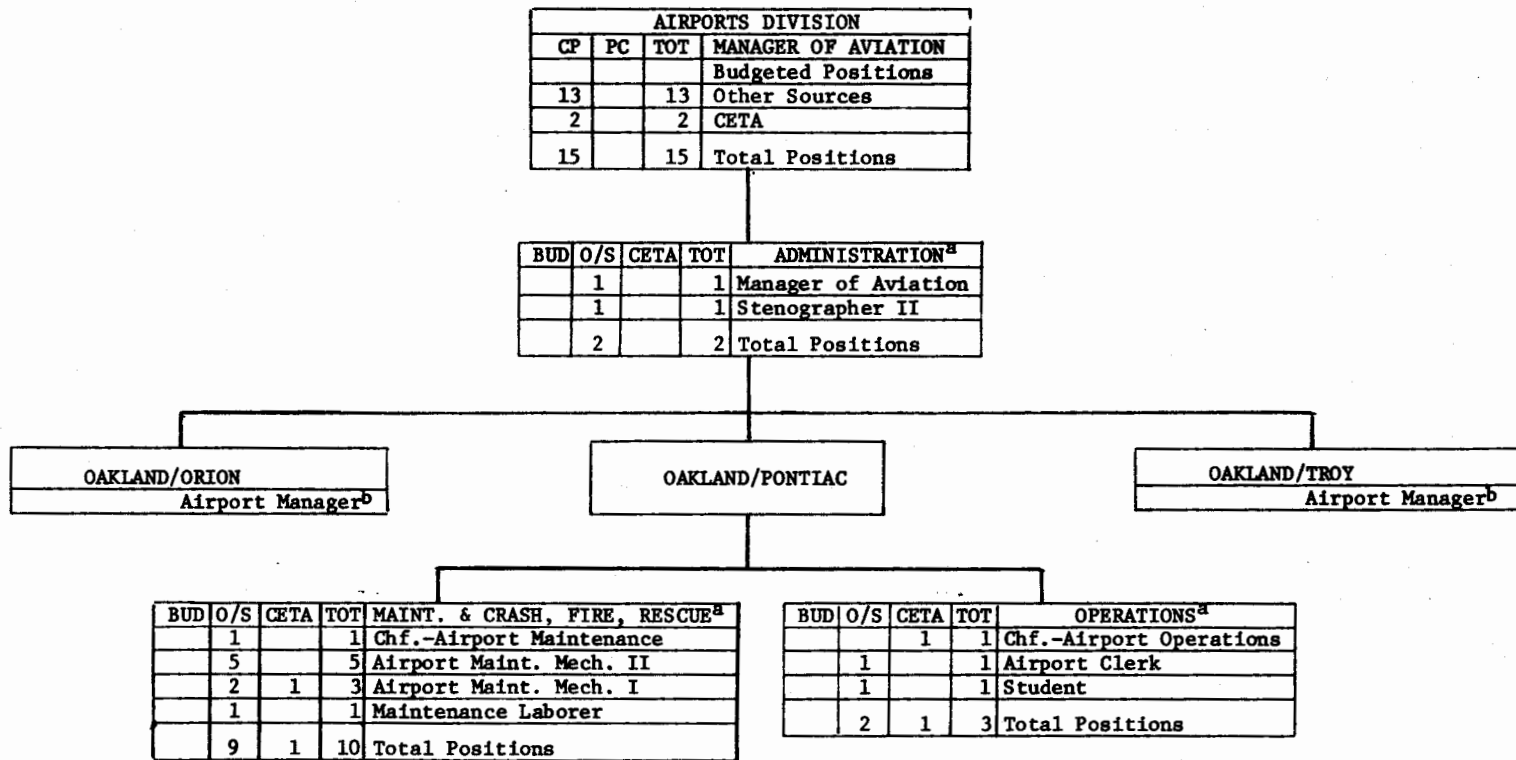 AIRPORTS DIVISION
CP PC TOT MANAGER OF AVIATION
Budgeted Positions
13 13 Other Sources
2 2 CETA
15 15 Total Positions
BUD O/S CETA TOT ADMINISTRATIONa
1 1 Manager of Aviation
1 1 Stenographer II
2 2 Total Positions
OAKLAND/ORION
Airport Managerb
OAKLAND/PONTIAC
OAKLAND/TROY
Airport Managerb
BUD O/S CETA TOT MAINT. & CRASH, FIRE, RESCUEa
1 1 Chf.-Airport Maintenance
5 5 Airport Maint. Mech. II
2 1 3 Airport Maint. Mech. I
1 1 Maintenance Laborer
9 1 10 Total Positions
BUD O/S CETA TOT OPERATIONSa
1 1 Chf.-Airport Operations
1 1 Airport Clerk
1 1 Student
2 1 3 Total Positions